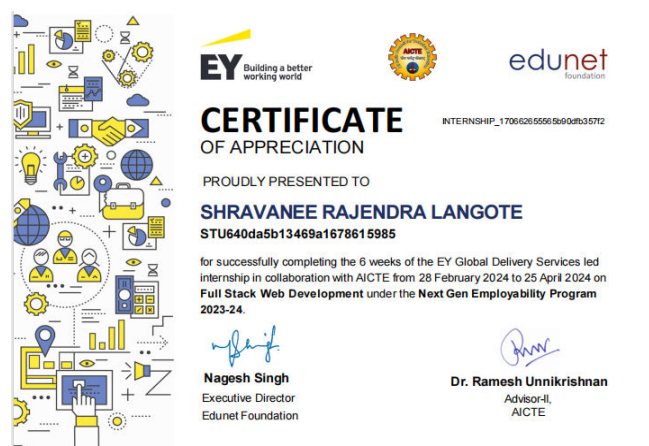 EY
Building a better
working world
AICTE
edunet
foundation
CERTIFICATE
OF APPRECIATION
INTERNSHIP_170662655565b90dfb357f2
PROUDLY PRESENTED TO
SHRAVANEE RAJENDRA LANGOTE
STU640da5b13469a1678615985
for successfully completing the 6 weeks of the EY Global Delivery Services led
internship in collaboration with AICTE from 28 February 2024 to 25 April 2024 on
Full Stack Web Development under the Next Gen Employability Program
2023-24.
Nagesh Singh
Executive Director
Edunet Foundation
Dr. Ramesh Unnikrishnan
Advisor-II,
AICTE